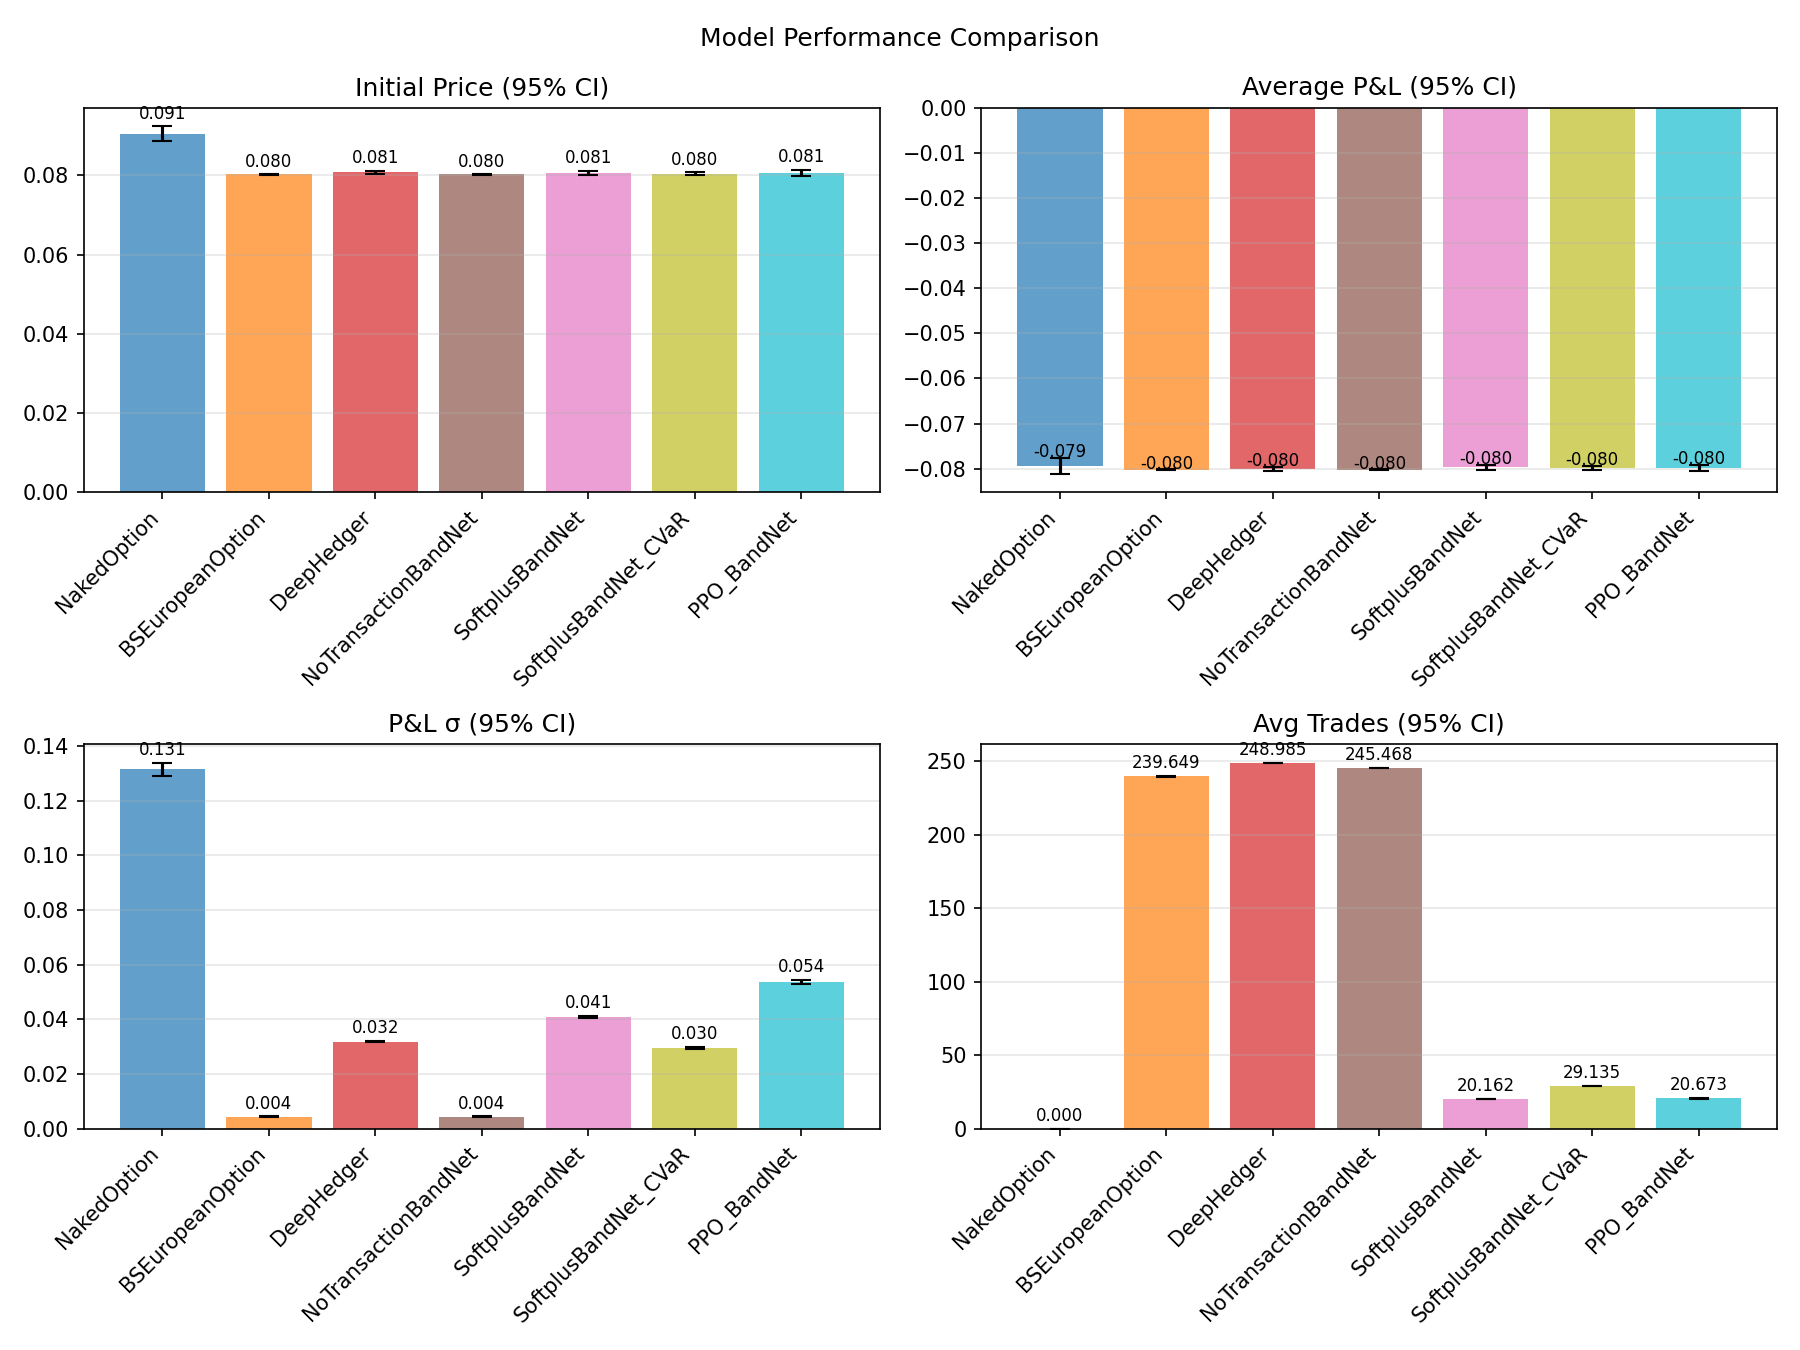 Model Performance Comparison
Initial Price (95% CI)
0.00
0.02
0.04
0.06
0.08
0.091
0.080
0.081
0.080
0.081
0.080
0.081
NakedOption
BSEuropeanOption
DeepHedger
NoTransactionBandNet
SoftplusBandNet
SoftplusBandNet_CVaR
PPO_BandNet
Average P&L (95% CI)
0.00
−0.01
−0.02
−0.03
−0.04
−0.05
−0.06
−0.07
−0.08
-0.079
-0.080
-0.080
-0.080
-0.080
-0.080
-0.080
NakedOption
BSEuropeanOption
DeepHedger
NoTransactionBandNet
SoftplusBandNet
SoftplusBandNet_CVaR
PPO_BandNet
P&L σ (95% CI)
0.14
0.12
0.10
0.08
0.06
0.04
0.02
0.00
0.131
0.004
0.032
0.004
0.041
0.030
0.054
NakedOption
BSEuropeanOption
DeepHedger
NoTransactionBandNet
SoftplusBandNet
SoftplusBandNet_CVaR
PPO_BandNet
Avg Trades (95% CI)
250
200
150
100
50
0
0.000
239.649
248.985
245.468
20.162
29.135
20.673
NakedOption
BSEuropeanOption
DeepHedger
NoTransactionBandNet
SoftplusBandNet
SoftplusBandNet_CVaR
PPO_BandNet